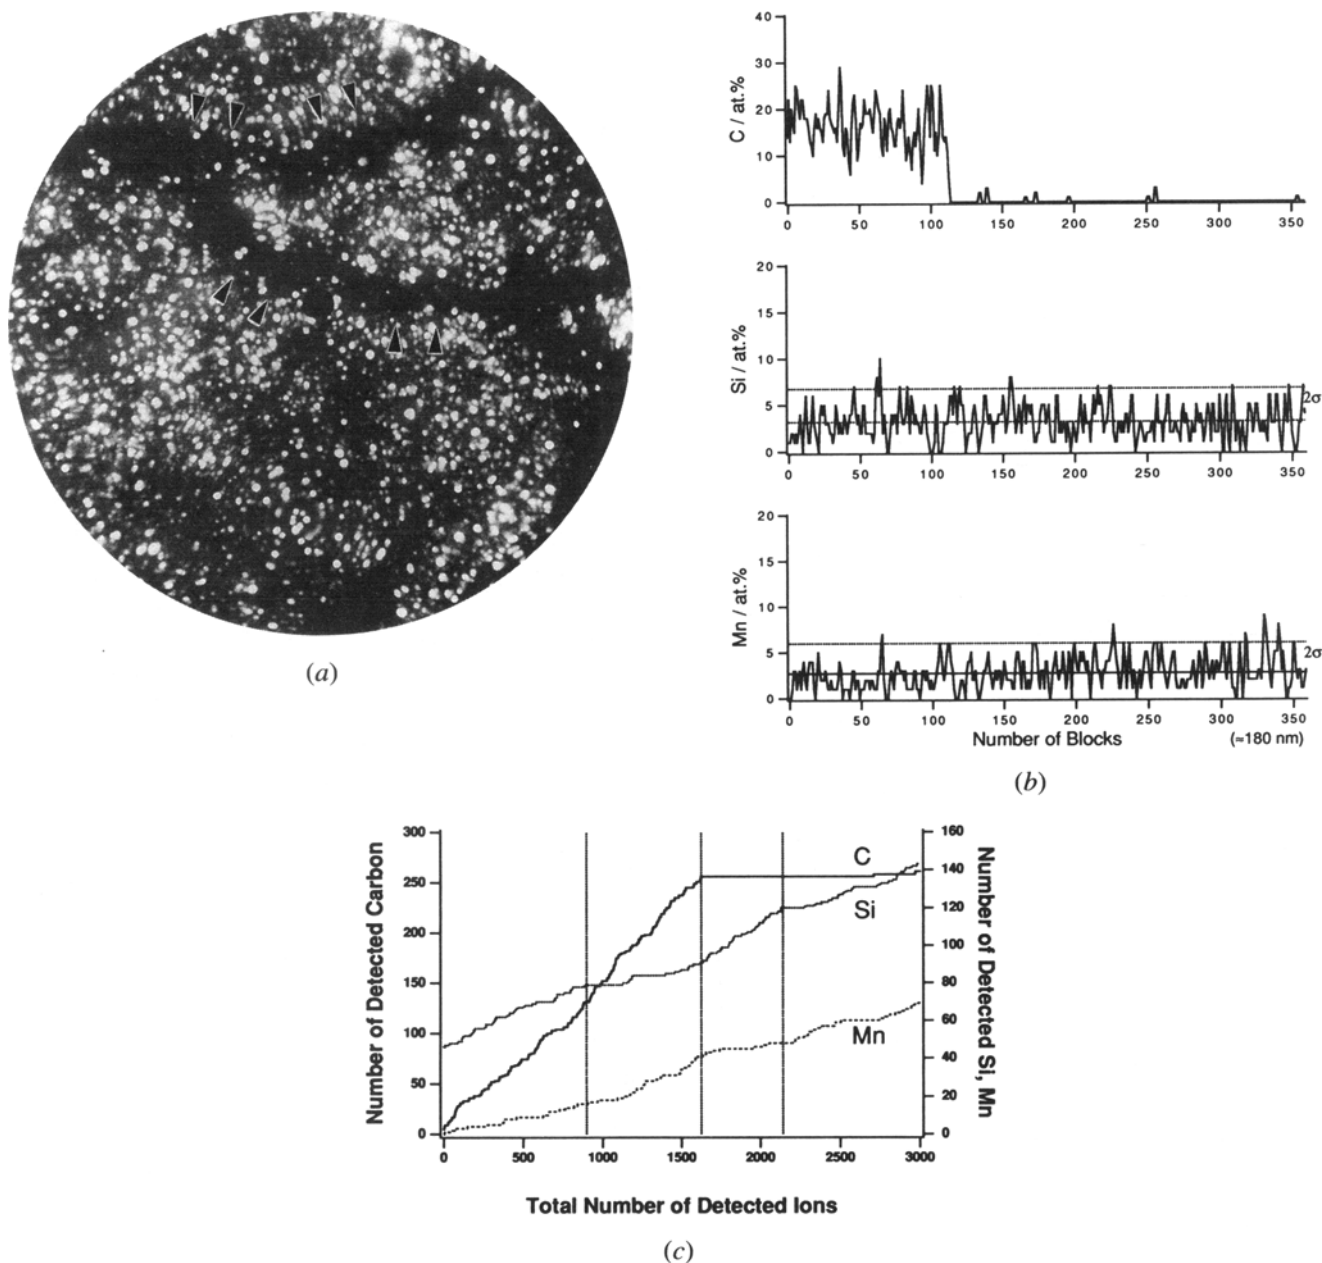 (a)
40
30
20
10
0
C / at.%
0 50 100 150 200 250 300 350
20
15
10
5
0
Si / at.%
2σ
0 50 100 150 200 250 300 350
20
15
10
5
0
Mn / at.%
2σ
0 50 100 150 200 250 300 350
Number of Blocks (≈180 nm)
(b)
300
250
200
150
100
50
0
Number of Detected Carbon
C
Si
Mn
160
140
120
100
80
60
40
20
0
Number of Detected Si, Mn
0 500 1000 1500 2000 2500 3000
Total Number of Detected Ions
(c)